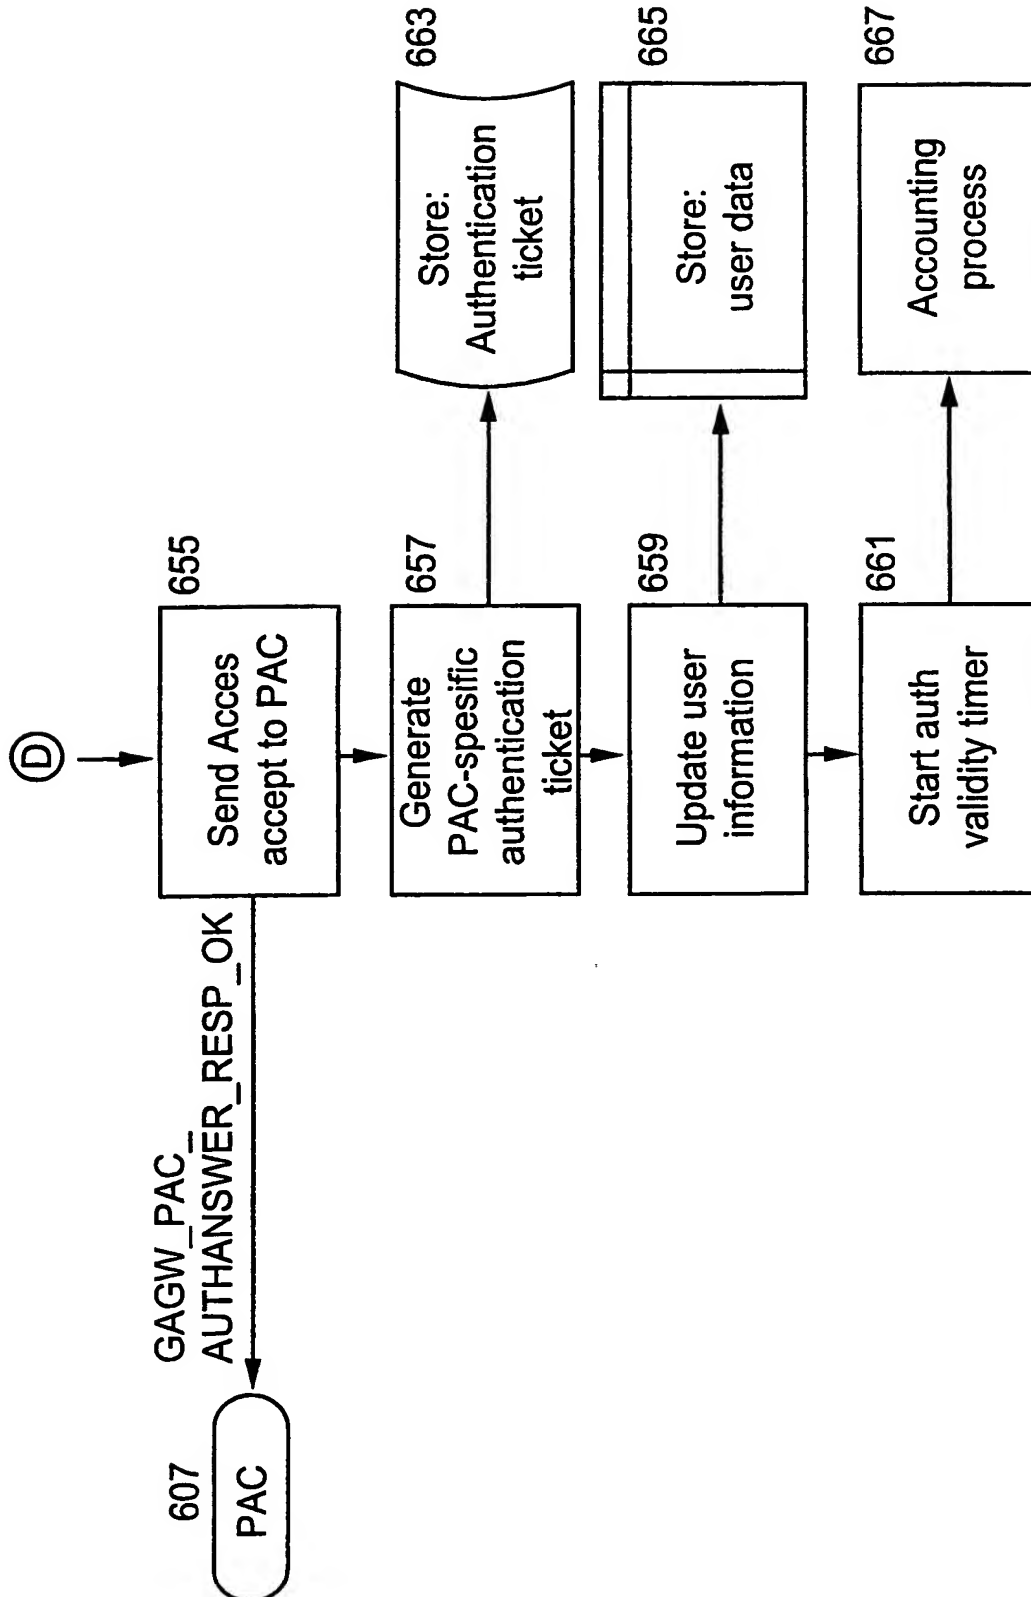 D
655
Send Acces
accept to PAC
GAGW_PAC_
AUTHANSWER_RESP_OK
607
PAC
657
Generate
PAC-spesific
authentication
ticket
663
Store:
Authentication
ticket
659
Update user
information
665
Store:
user data
661
Start auth
validity timer
667
Accounting
process